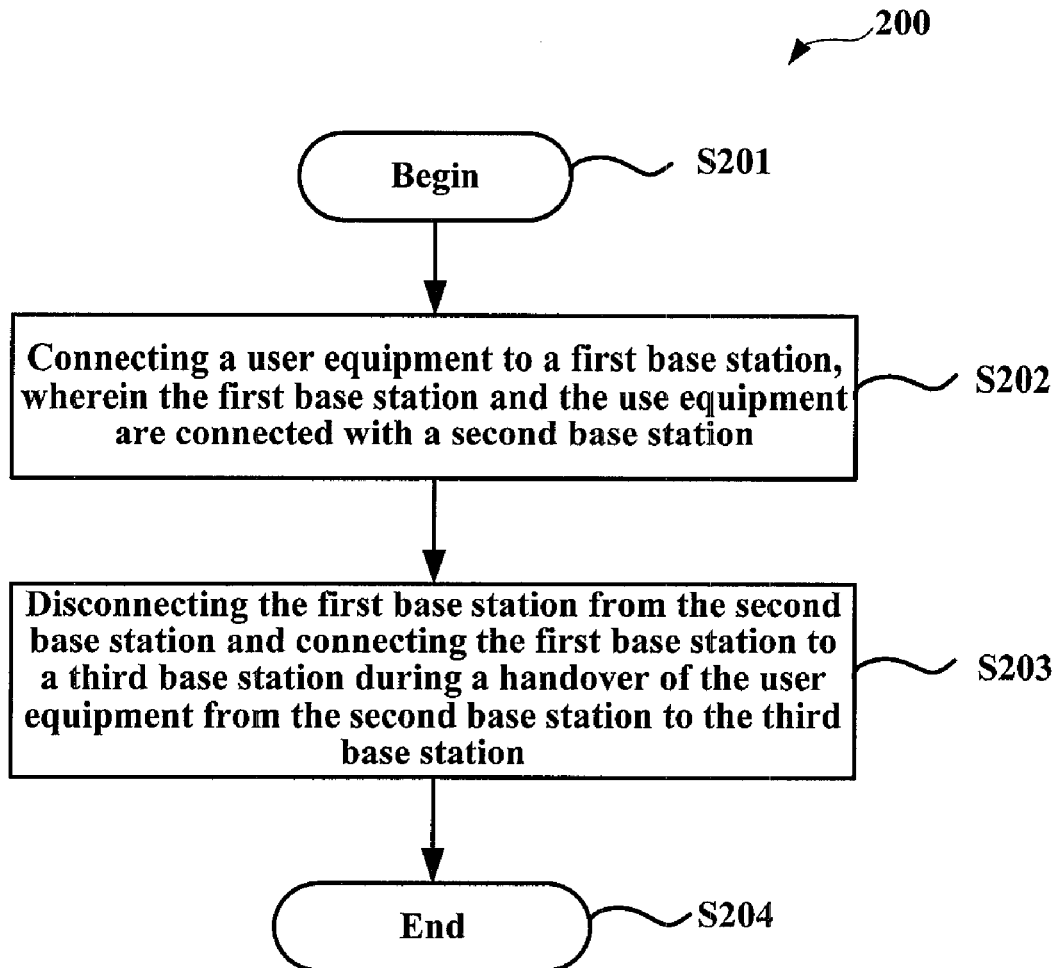 200
Begin
S201
Connecting a user equipment to a first base station,
wherein the first base station and the use equipment
are connected with a second base station
S202
Disconnecting the first base station from the second
base station and connecting the first base station to
a third base station during a handover of the user
equipment from the second base station to the third
base station
S203
End
S204